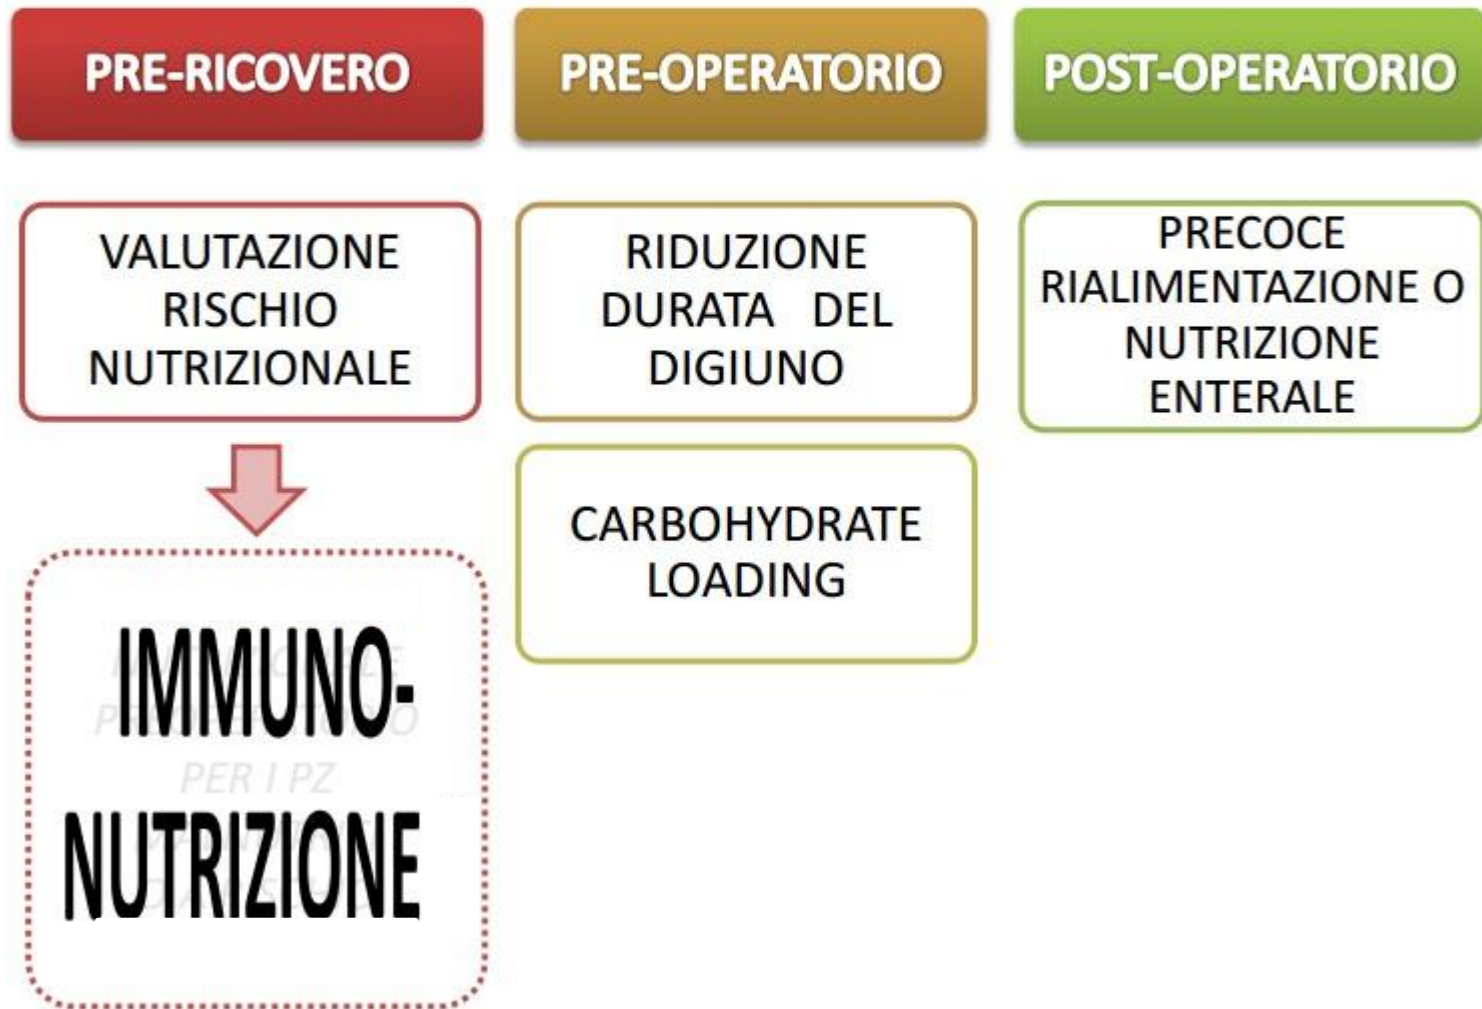 PRE-RICOVERO
VALUTAZIONE
RISCHIO
NUTRIZIONALE
IMMUNO-
PER I PZ
NUTRIZIONE
PRE-OPERATORIO
RIDUZIONE
DURATA DEL
DIGIUNO
CARBOHYDRATE
LOADING
POST-OPERATORIO
PRECOCE
RIALIMENTAZIONE O
NUTRIZIONE
ENTERALE